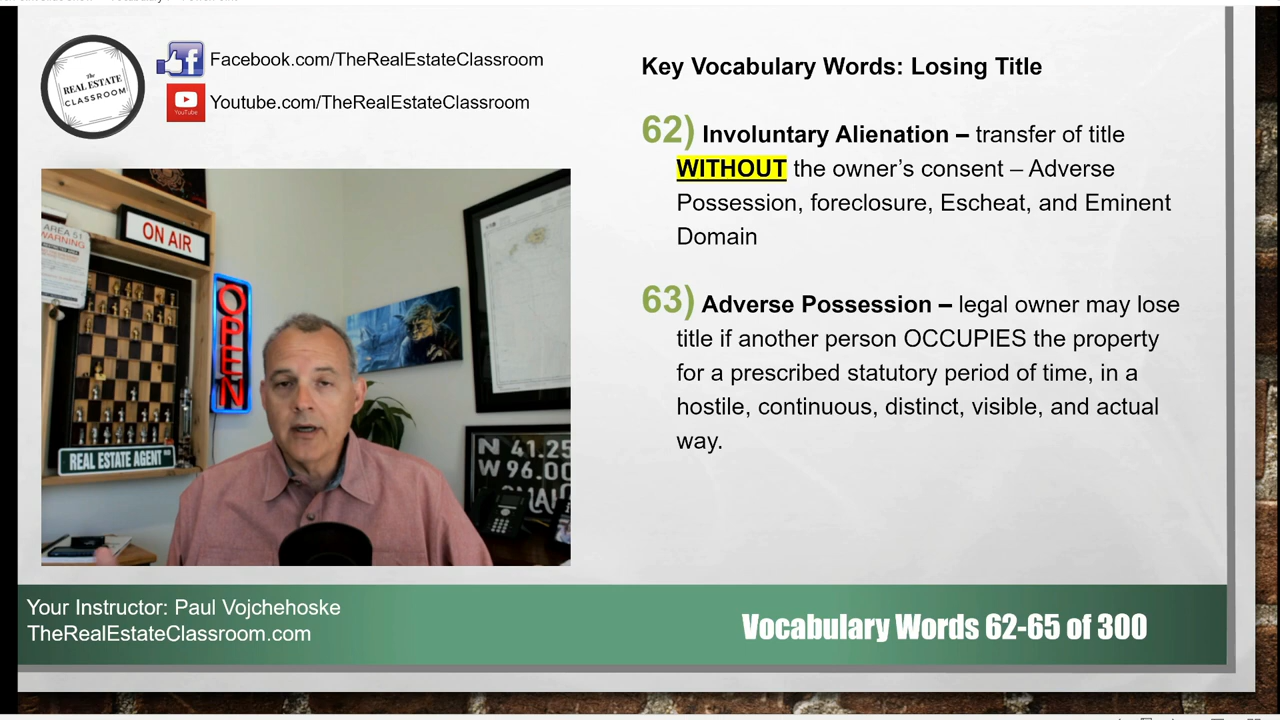 The
REAL ESTATE
CLASSROOM
Facebook.com/TheRealEstateClassroom
YouTube
Youtube.com/TheRealEstateClassroom
AREA 51
WARNING
ON AIR
OPEN
REAL ESTATE AGENT
N 41.25
W 96.00
Key Vocabulary Words: Losing Title
62) Involuntary Alienation – transfer of title
WITHOUT the owner’s consent – Adverse
Possession, foreclosure, Escheat, and Eminent
Domain
63) Adverse Possession – legal owner may lose
title if another person OCCUPIES the property
for a prescribed statutory period of time, in a
hostile, continuous, distinct, visible, and actual
way.
Your Instructor: Paul Vojchehoske
TheRealEstateClassroom.com
Vocabulary Words 62-65 of 300